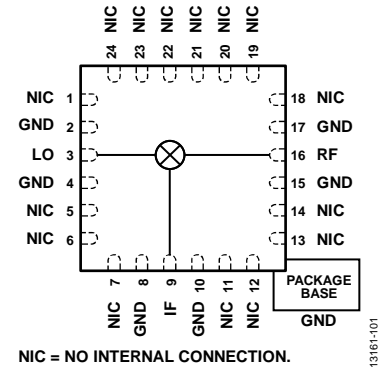 NIC NIC NIC NIC NIC NIC
24 23 22 21 20 19
NIC 1
GND 2
LO 3
GND 4
NIC 5
NIC 6
18 NIC
17 GND
16 RF
15 GND
14 NIC
13 NIC
7 8 9 10 11 12
NIC GND IF GND NIC NIC
PACKAGE
BASE
GND
NIC = NO INTERNAL CONNECTION.
13161-101